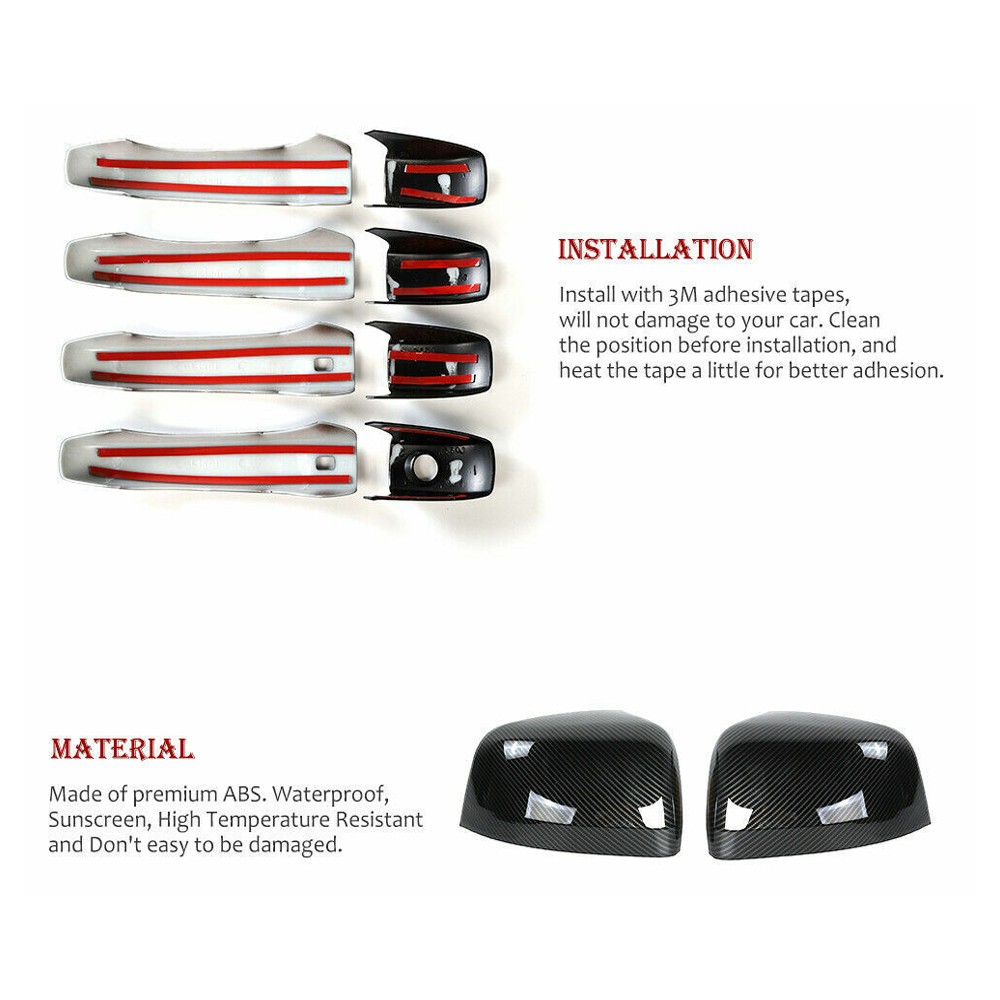 INSTALLATION
Install with 3M adhesive tapes,
will not damage to your car. Clean
the position before installation, and
heat the tape a little for better adhesion.
MATERIAL
Made of premium ABS. Waterproof,
Sunscreen, High Temperature Resistant
and Don't easy to be damaged.